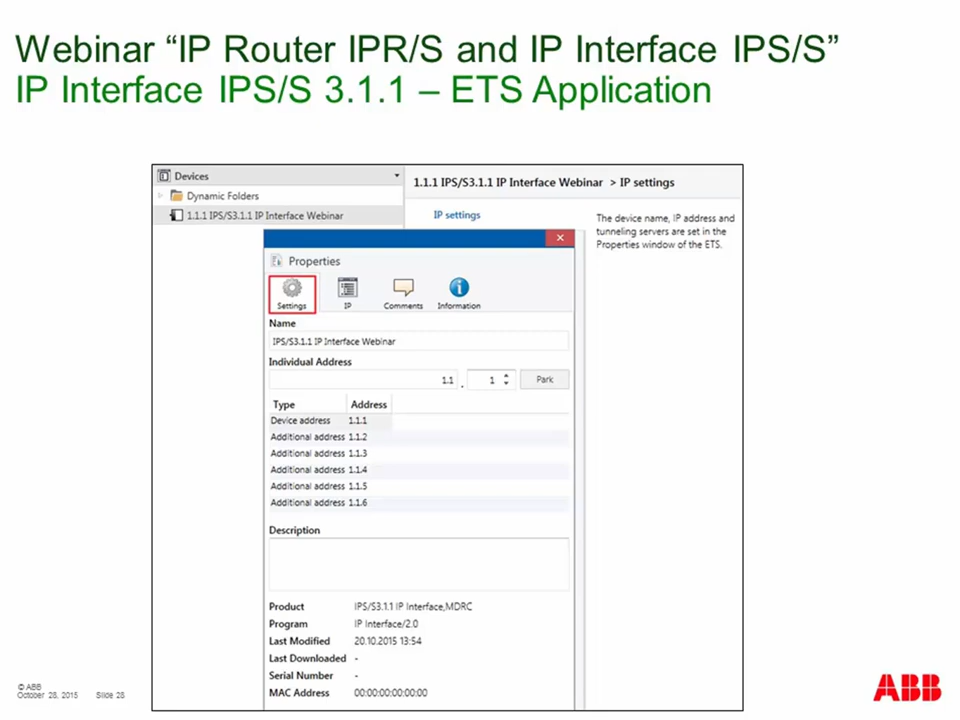 Webinar “IP Router IPR/S and IP Interface IPS/S”
IP Interface IPS/S 3.1.1 – ETS Application
Devices
Dynamic Folders
1.1.1 IPS/S3.1.1 IP Interface Webinar
1.1.1 IPS/S3.1.1 IP Interface Webinar > IP settings
IP settings
The device name, IP address and
tunneling servers are set in the
Properties window of the ETS.
Properties
Settings IP Comments Information
Name
IPS/S3.1.1 IP Interface Webinar
Individual Address
1.1 . 1 Park
Type Address
Device address 1.1.1
Additional address 1.1.2
Additional address 1.1.3
Additional address 1.1.4
Additional address 1.1.5
Additional address 1.1.6
Description
Product IPS/S3.1.1 IP Interface,MDRC
Program IP Interface/2.0
Last Modified 20.10.2015 13:54
Last Downloaded -
Serial Number -
MAC Address 00:00:00:00:00:00
© ABB
October 28, 2015 Slide 28
ABB